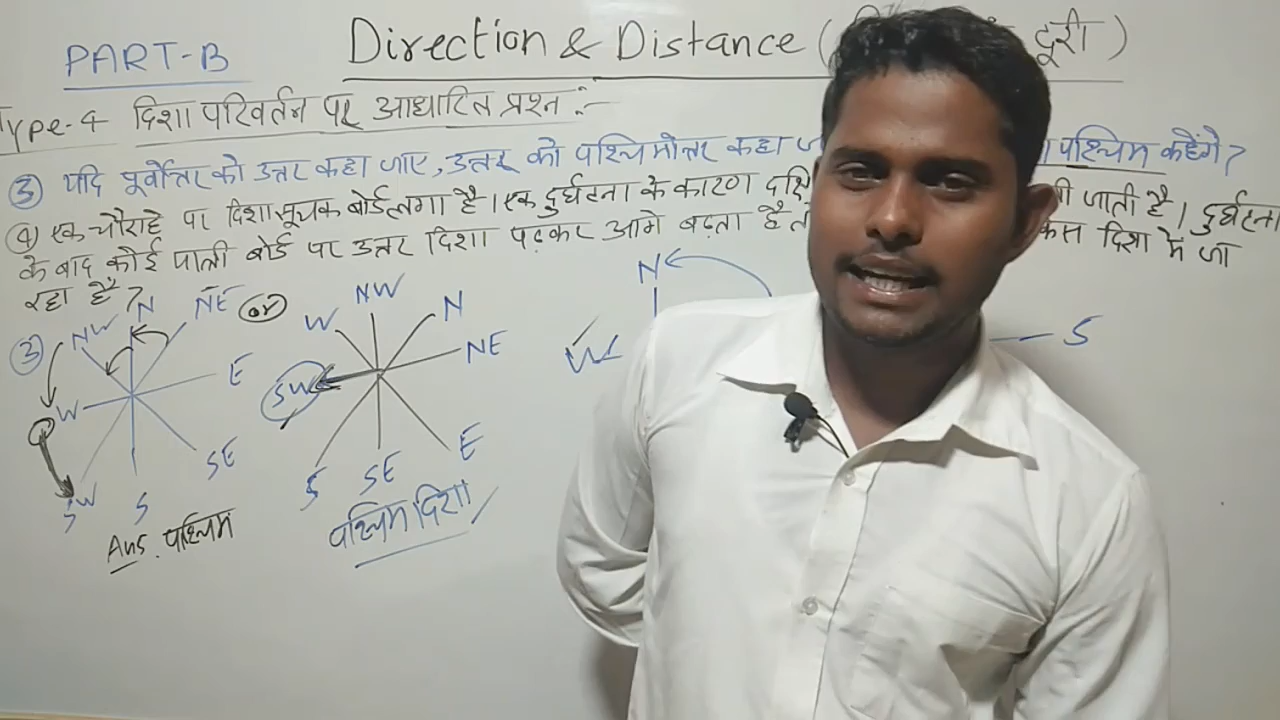 PART-B
Direction & Distance ( दूरी )
Type-4 दिशा परिवर्तन पर आधारित प्रश्न :-
③ यदि पूर्वोत्तर को उत्तर कहा जाए, उत्तर को पश्चिमोत्तर कहा पश्चिम कहेंगे?
④ एक चौराहे पर दिशासूचक बोर्ड लगा है। एक दुर्घटना के कारण जाती है। दुर्घटना
के बाद कोई यात्री बोर्ड पर उत्तर दिशा पढ़कर आगे बढ़ता है दिशा में जा
रहा है?
③
NW N NE
W E
SW S SE
Ans. पश्चिम
or
NW
W N
SW NE
S SE E
पश्चिम दिशा
N
W S